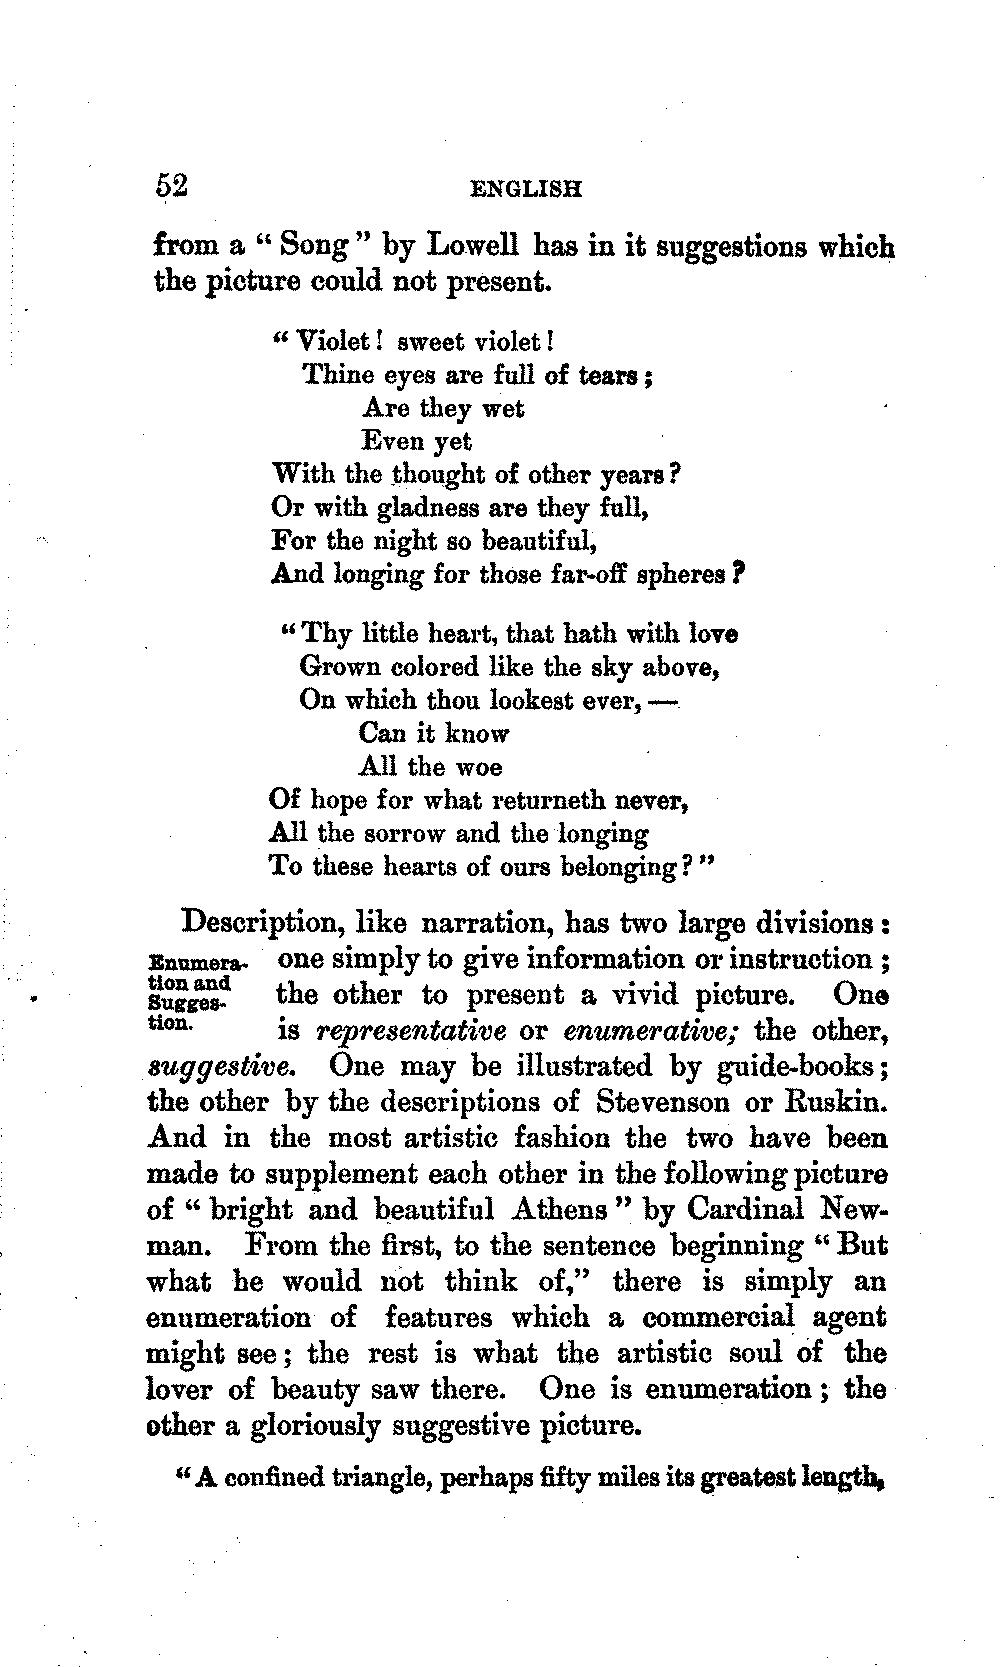 52 ENGLISH
from a “ Song ” by Lowell has in it suggestions which
the picture could not present.
“ Violet ! sweet violet !
Thine eyes are full of tears ;
Are they wet
Even yet
With the thought of other years ?
Or with gladness are they full,
For the night so beautiful,
And longing for those far-off spheres ?
“ Thy little heart, that hath with love
Grown colored like the sky above,
On which thou lookest ever, —
Can it know
All the woe
Of hope for what returneth never,
All the sorrow and the longing
To these hearts of ours belonging ? ”
Description, like narration, has two large divisions :
Enumera-
tion and
Sugges-
tion.
one simply to give information or instruction ;
the other to present a vivid picture. One
is representative or enumerative; the other,
suggestive. One may be illustrated by guide-books ;
the other by the descriptions of Stevenson or Ruskin.
And in the most artistic fashion the two have been
made to supplement each other in the following picture
of “ bright and beautiful Athens ” by Cardinal New-
man. From the first, to the sentence beginning “ But
what he would not think of,” there is simply an
enumeration of features which a commercial agent
might see ; the rest is what the artistic soul of the
lover of beauty saw there. One is enumeration ; the
other a gloriously suggestive picture.
“ A confined triangle, perhaps fifty miles its greatest length,